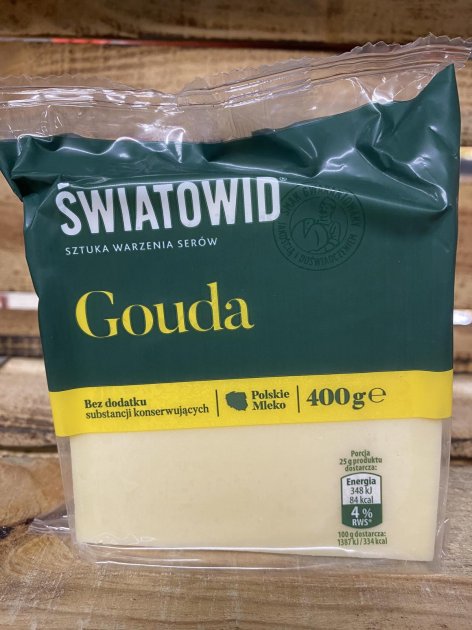 ŚWIATOWID
SZTUKA WARZENIA SERÓW
Gouda
Bez dodatku
substancji konserwujących
Polskie
Mleko
400g℮
Porcja
25 g produktu
dostarcza:
Energia
348 kJ
84 kcal
4 %
RWS*
100 g dostarcza:
1387 kJ / 334 kcal